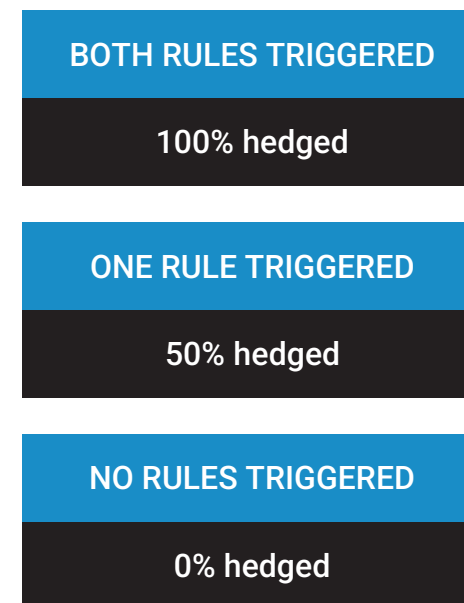 BOTH RULES TRIGGERED
100% hedged
ONE RULE TRIGGERED
50% hedged
NO RULES TRIGGERED
0% hedged